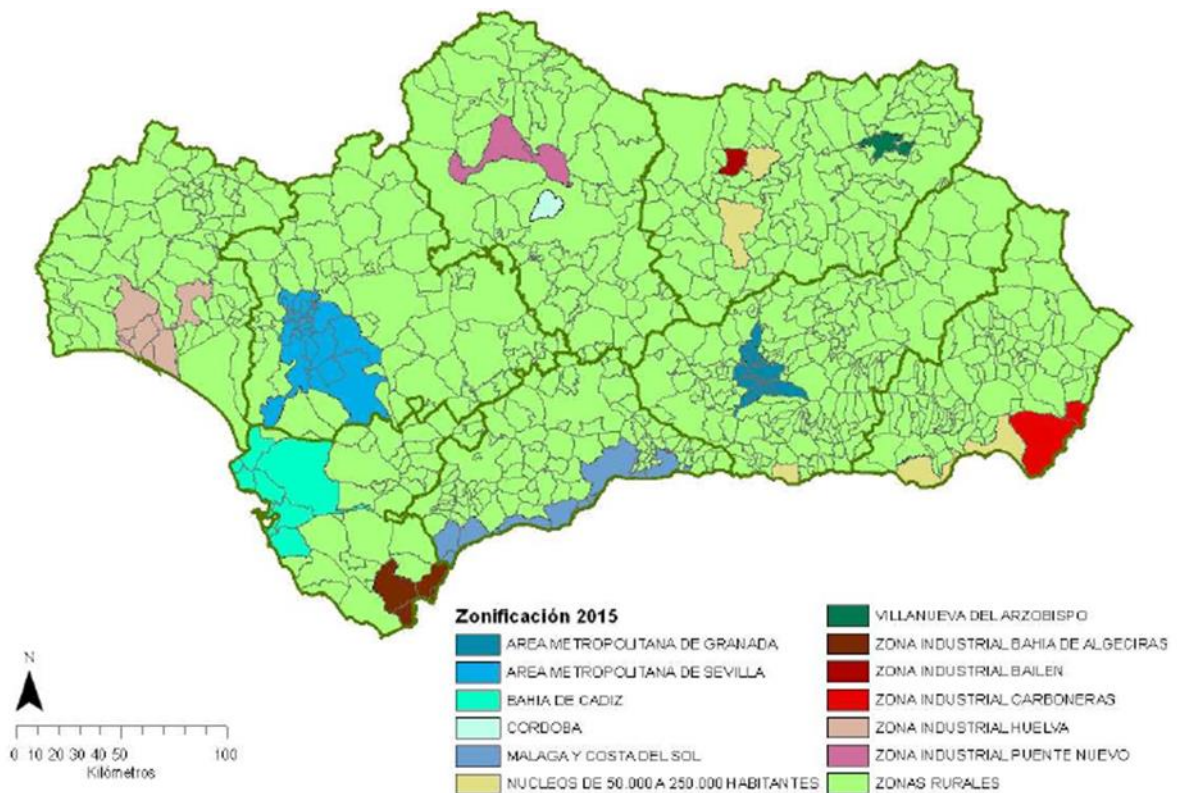 Zonificación 2015
AREA METROPOLITANA DE GRANADA
AREA METROPOLITANA DE SEVILLA
BAHIA DE CADIZ
CORDOBA
MALAGA Y COSTA DEL SOL
NUCLEOS DE 50.000 A 250.000 HABITANTES
VILLANUEVA DEL ARZOBISPO
ZONA INDUSTRIAL BAHIA DE ALGECIRAS
ZONA INDUSTRIAL BAILEN
ZONA INDUSTRIAL CARBONERAS
ZONA INDUSTRIAL HUELVA
ZONA INDUSTRIAL PUENTE NUEVO
ZONAS RURALES
N
0 10 20 30 40 50 100
Kilómetros